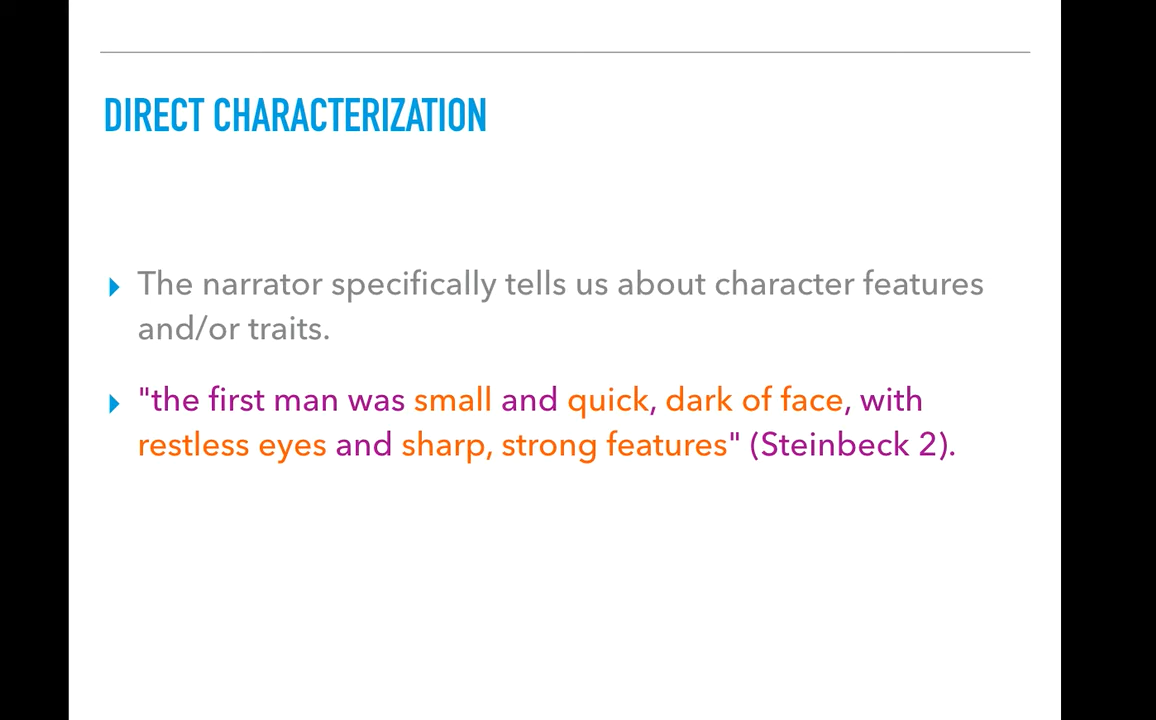 DIRECT CHARACTERIZATION
The narrator specifically tells us about character features
and/or traits.
"the first man was small and quick, dark of face, with
restless eyes and sharp, strong features" (Steinbeck 2).